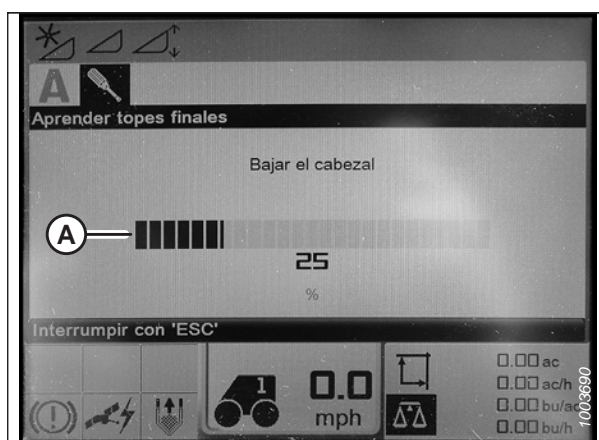 A
Aprender topes finales
Bajar el cabezal
A
25
%
Interrumpir con 'ESC'
1
0.0
mph
0.00 ac
0.00 ac/h
0.00 bu/ac
0.00 bu/h
1003690